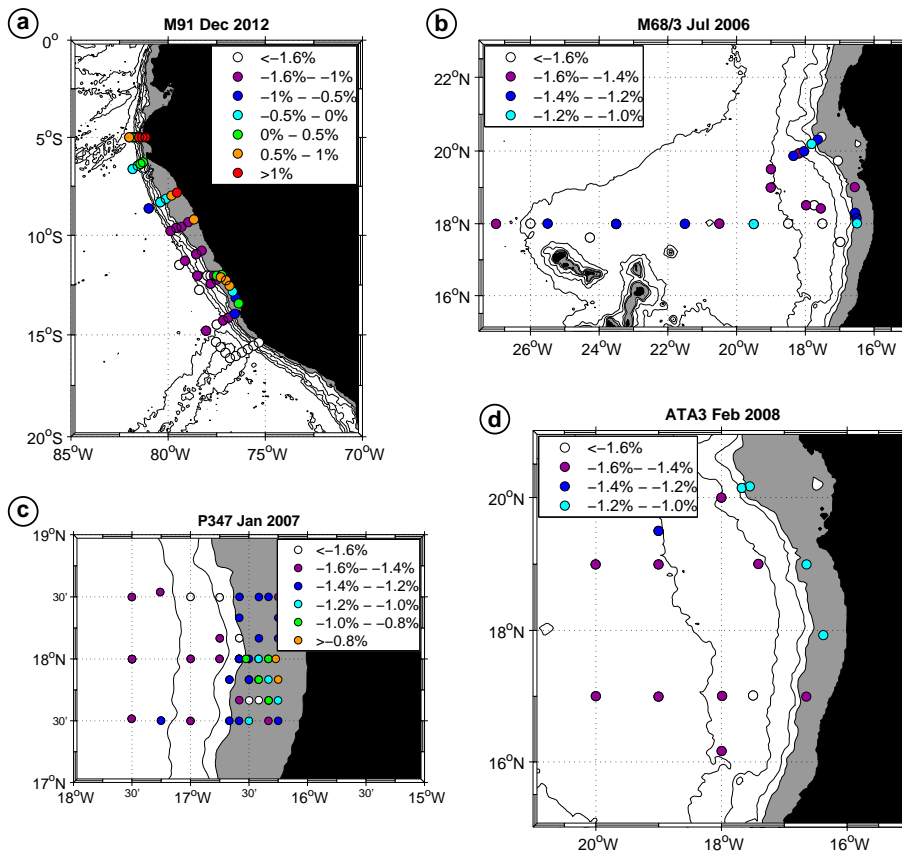 a
M91 Dec 2012
<−1.6%
−1.6%− −1%
−1% − −0.5%
−0.5% − 0%
0% − 0.5%
0.5% − 1%
>1%
0°
5°S
10°S
15°S
20°S
85°W 80°W 75°W 70°W
b
M68/3 Jul 2006
<−1.6%
−1.6% − −1.4%
−1.4% − −1.2%
−1.2% − −1.0%
22°N
20°N
18°N
16°N
26°W 24°W 22°W 20°W 18°W 16°W
c
P347 Jan 2007
<−1.6%
−1.6%− −1.4%
−1.4% − −1.2%
−1.2% − −1.0%
−1.0% − −0.8%
>−0.8%
19°N
30'
18°N
30'
17°N
18°W 30' 17°W 30' 16°W 30' 15°W
d
ATA3 Feb 2008
<−1.6%
−1.6%− −1.4%
−1.4% − −1.2%
−1.2% − −1.0%
20°N
18°N
16°N
20°W 18°W 16°W